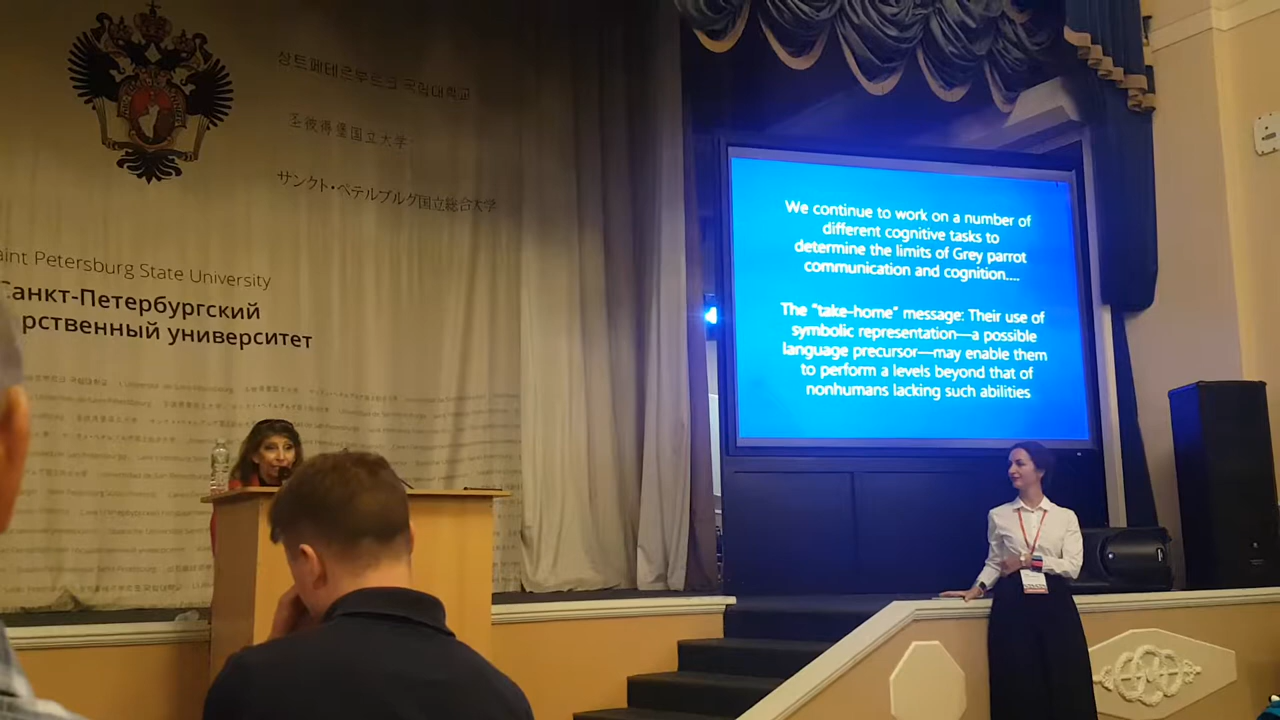 상트페테르부르크 국립대학교
圣彼得堡国立大学
サンクト・ペテルブルグ国立総合大学
aint Petersburg State University
Санкт-Петербургский
рственный университет
We continue to work on a number of
different cognitive tasks to
determine the limits of Grey parrot
communication and cognition....
The "take-home" message: Their use of
symbolic representation—a possible
language precursor—may enable them
to perform a levels beyond that of
nonhumans lacking such abilities